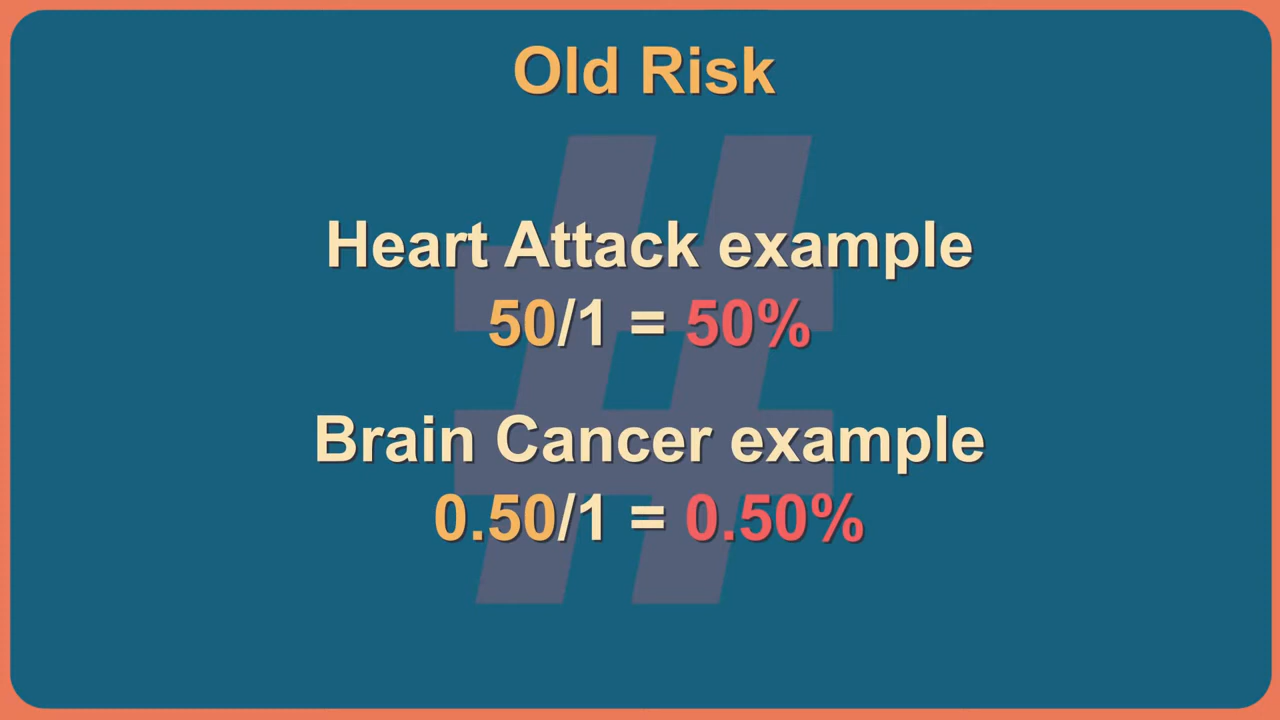 Old Risk
Heart Attack example
50/1 = 50%
Brain Cancer example
0.50/1 = 0.50%